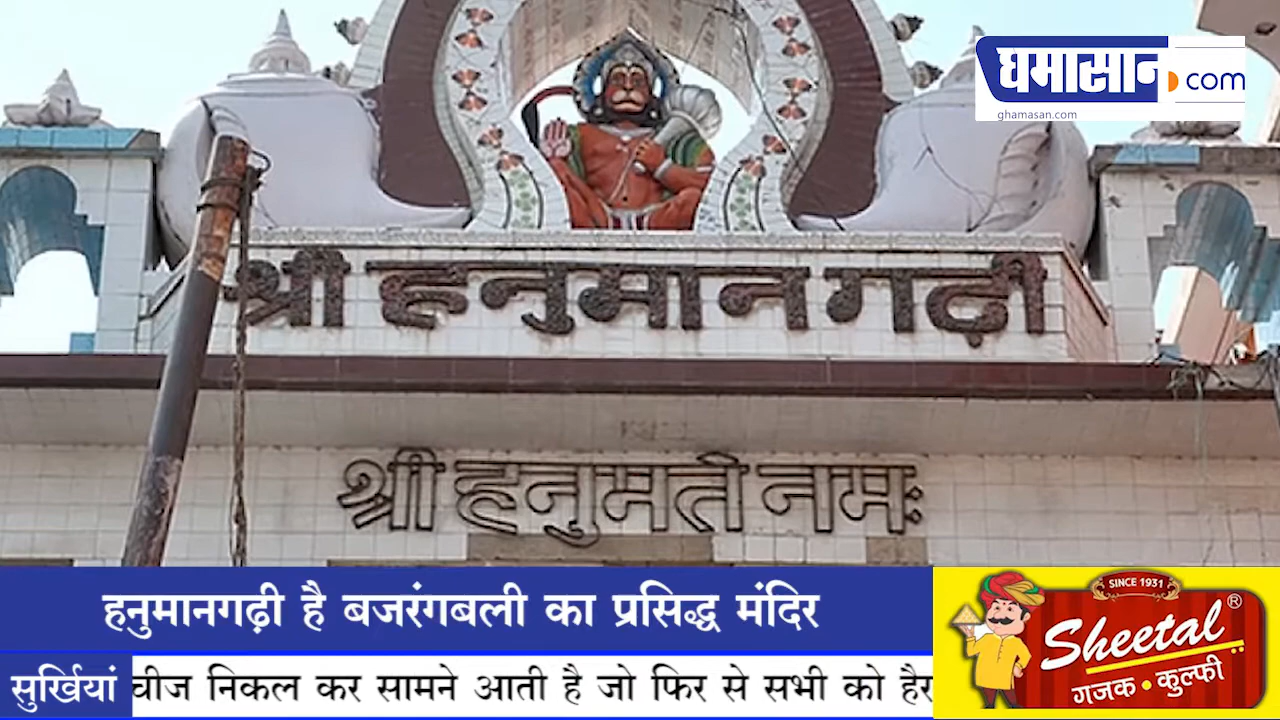 घमासान.com
ghamasan.com
श्री हनुमान गढ़ी
श्री हनुमते नमः
हनुमानगढ़ी है बजरंगबली का प्रसिद्ध मंदिर
सुर्खियां
चीज निकल कर सामने आती है जो फिर से सभी को हैर
SINCE 1931
Sheetal®
गजक • कुल्फी